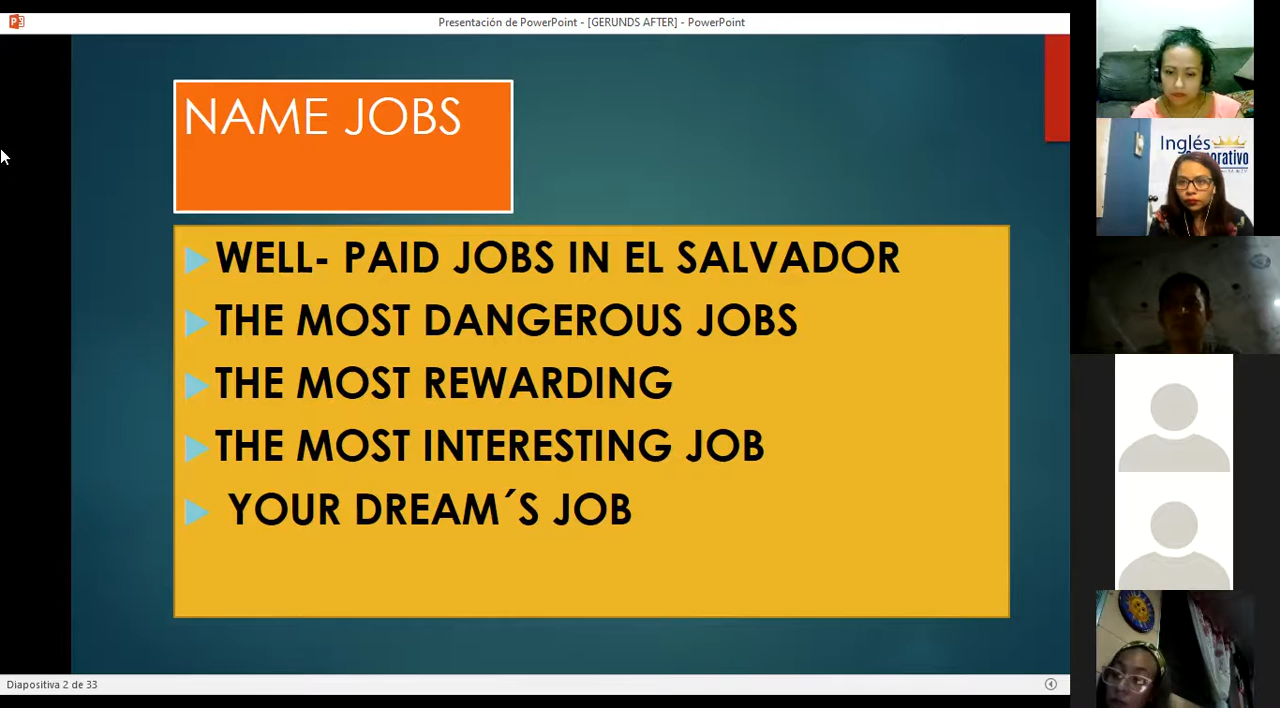 Presentación de PowerPoint - [GERUNDS AFTER] - PowerPoint
NAME JOBS
WELL- PAID JOBS IN EL SALVADOR
THE MOST DANGEROUS JOBS
THE MOST REWARDING
THE MOST INTERESTING JOB
YOUR DREAM´S JOB
Diapositiva 2 de 33
Inglés